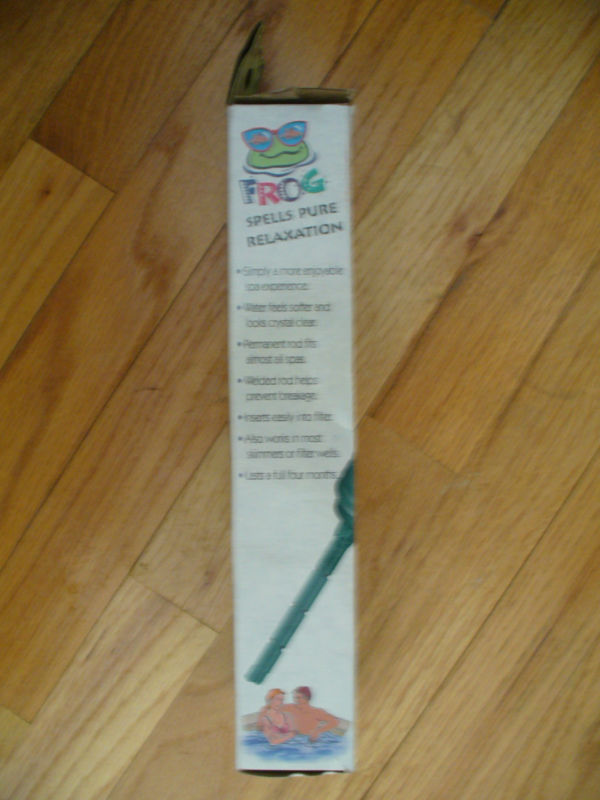 FROG
SPELLS PURE
RELAXATION
• Simply a more enjoyable
spa experience.
• Water feels softer and
looks crystal clear.
• Permanent rod fits
almost all spas.
• Welded rod helps
prevent breakage.
• Inserts easily into filter.
• Also works in most
skimmers or filter wells.
• Lasts a full four months.